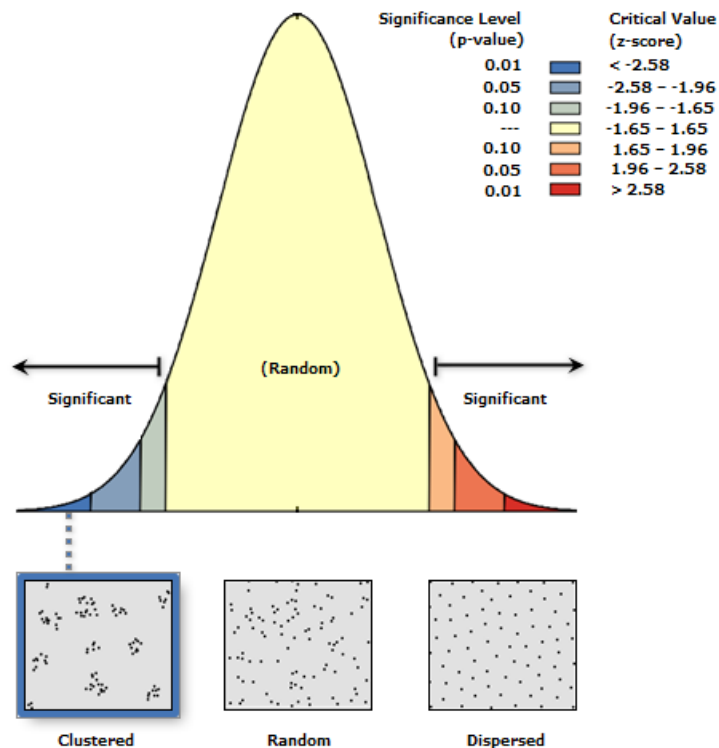 Significance Level Critical Value
(p-value) (z-score)
0.01 < -2.58
0.05 -2.58 – -1.96
0.10 -1.96 – -1.65
--- -1.65 – 1.65
0.10 1.65 – 1.96
0.05 1.96 – 2.58
0.01 > 2.58
(Random)
Significant Significant
Clustered Random Dispersed